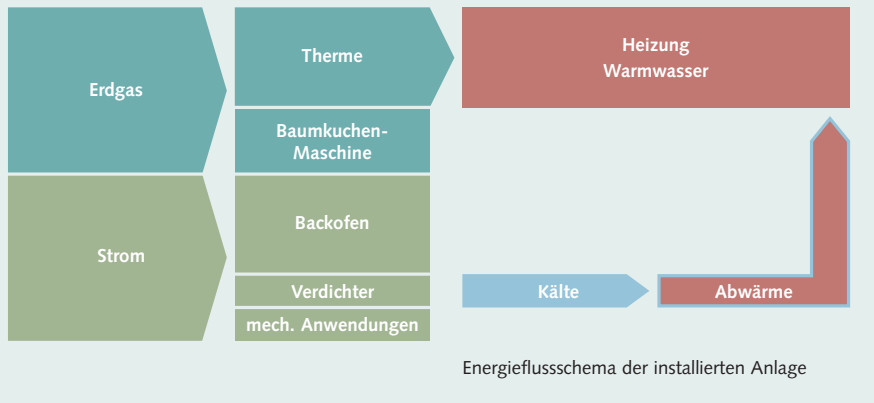 Erdgas
Therme
Heizung
Warmwasser
Baumkuchen-
Maschine
Strom
Backofen
Verdichter
Kälte
Abwärme
mech. Anwendungen
Energieflussschema der installierten Anlage